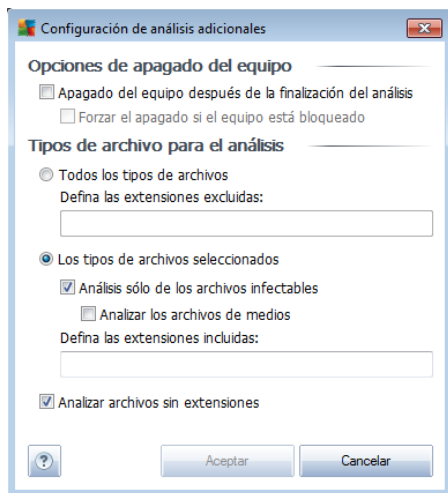 Configuración de análisis adicionales
Opciones de apagado del equipo
Apagado del equipo después de la finalización del análisis
Forzar el apagado si el equipo está bloqueado
Tipos de archivo para el análisis
Todos los tipos de archivos
Defina las extensiones excluidas:
Los tipos de archivos seleccionados
Análisis sólo de los archivos infectables
Analizar los archivos de medios
Defina las extensiones incluidas:
Analizar archivos sin extensiones
?
Aceptar
Cancelar